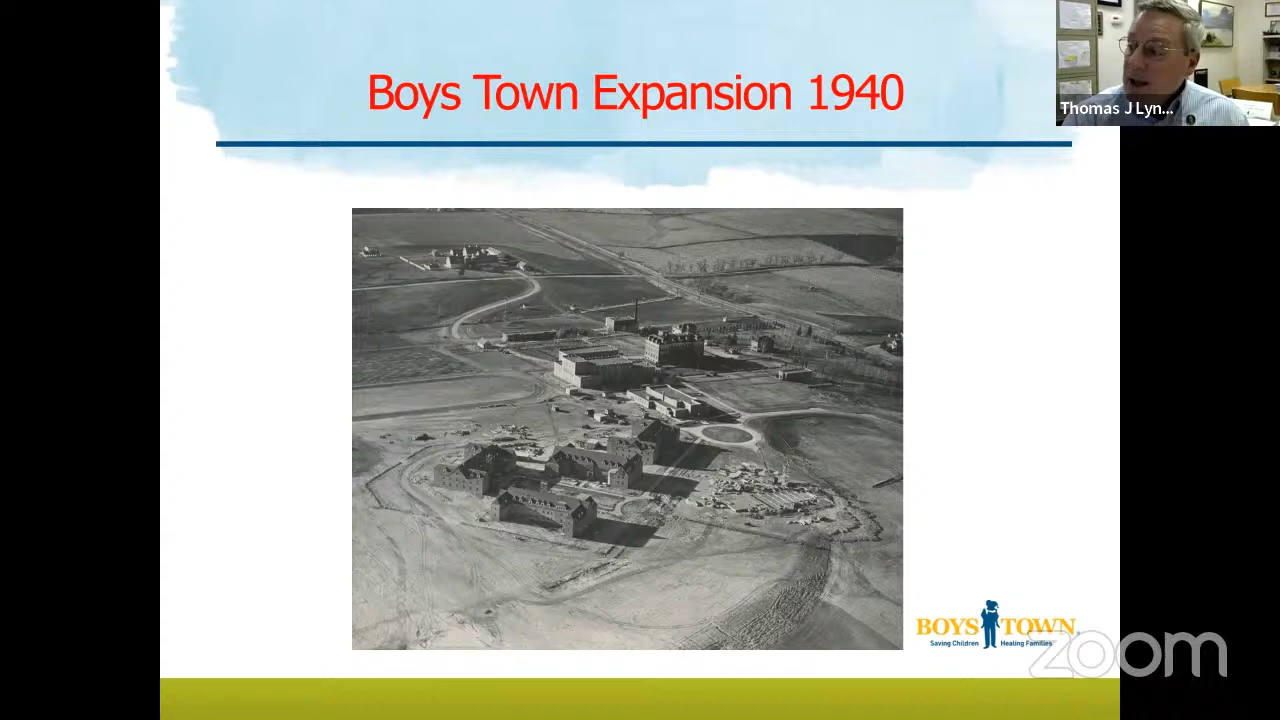 Boys Town Expansion 1940
Thomas J Lyn...
BOYS TOWN
Saving Children Healing Families
zoom